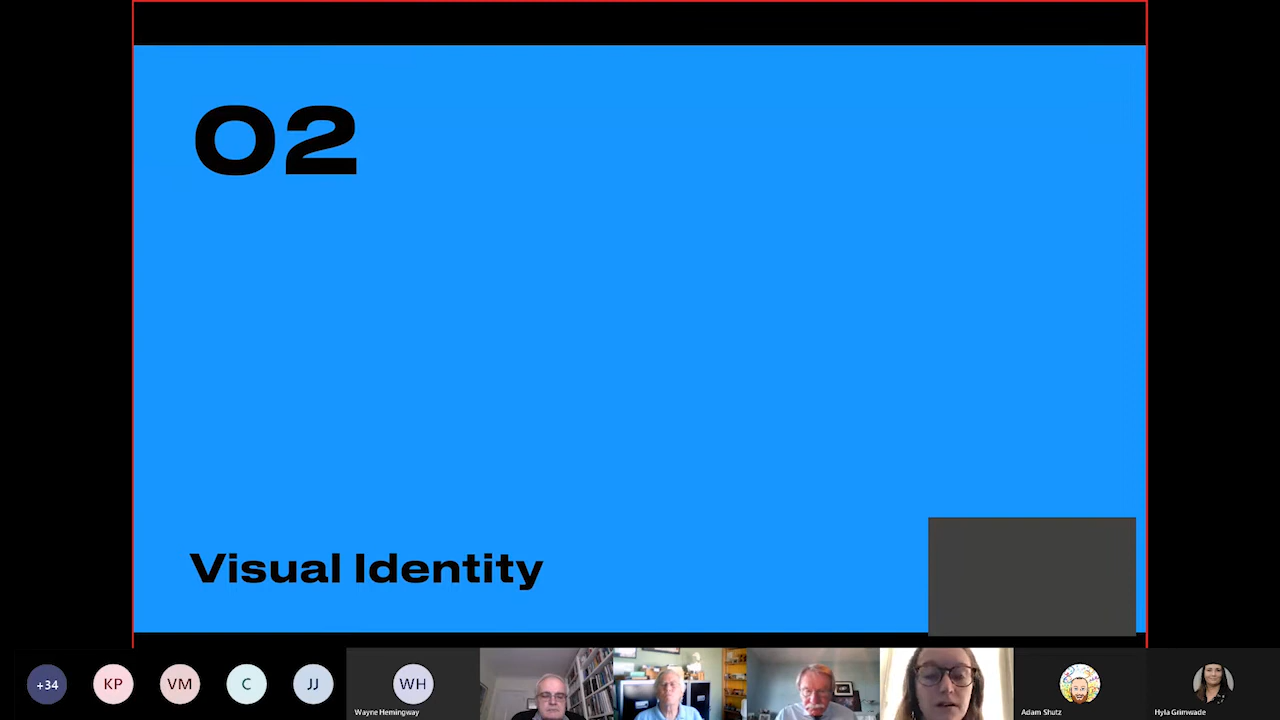 02
Visual Identity
+34
KP
VM
C
JJ
WH
Wayne Hemingway
Adam Shutz
Hyla Grimwade